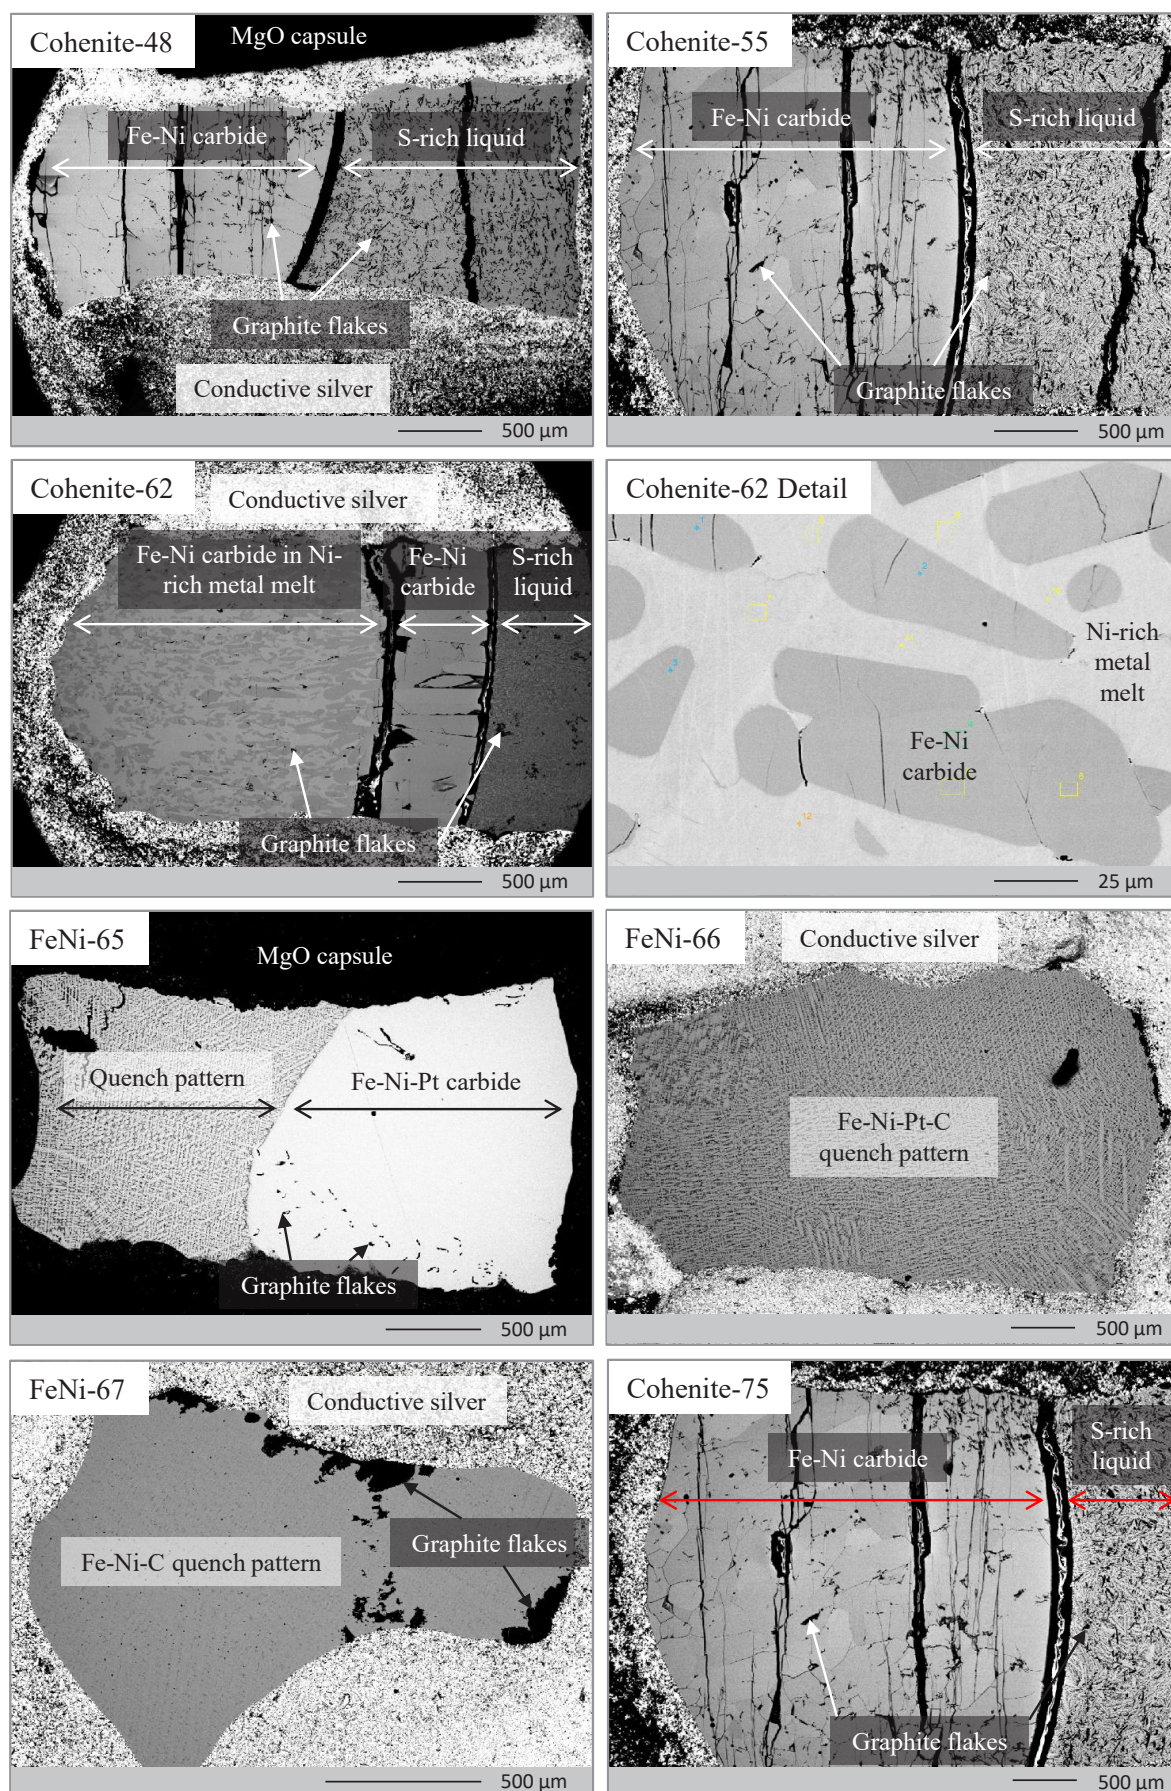 Cohenite-48
MgO capsule
Fe-Ni carbide
S-rich liquid
Graphite flakes
Conductive silver
500 µm
Cohenite-55
Fe-Ni carbide
S-rich liquid
Graphite flakes
500 µm
Cohenite-62
Conductive silver
Fe-Ni carbide in Ni-
rich metal melt
Fe-Ni
carbide
S-rich
liquid
Graphite flakes
500 µm
Cohenite-62 Detail
1
2
3
Ni-rich
metal
melt
Fe-Ni
carbide
12
25 µm
FeNi-65
MgO capsule
Quench pattern
Fe-Ni-Pt carbide
Graphite flakes
500 µm
FeNi-66
Conductive silver
Fe-Ni-Pt-C
quench pattern
500 µm
FeNi-67
Conductive silver
Graphite flakes
Fe-Ni-C quench pattern
500 µm
Cohenite-75
Fe-Ni carbide
S-rich
liquid
Graphite flakes
500 µm